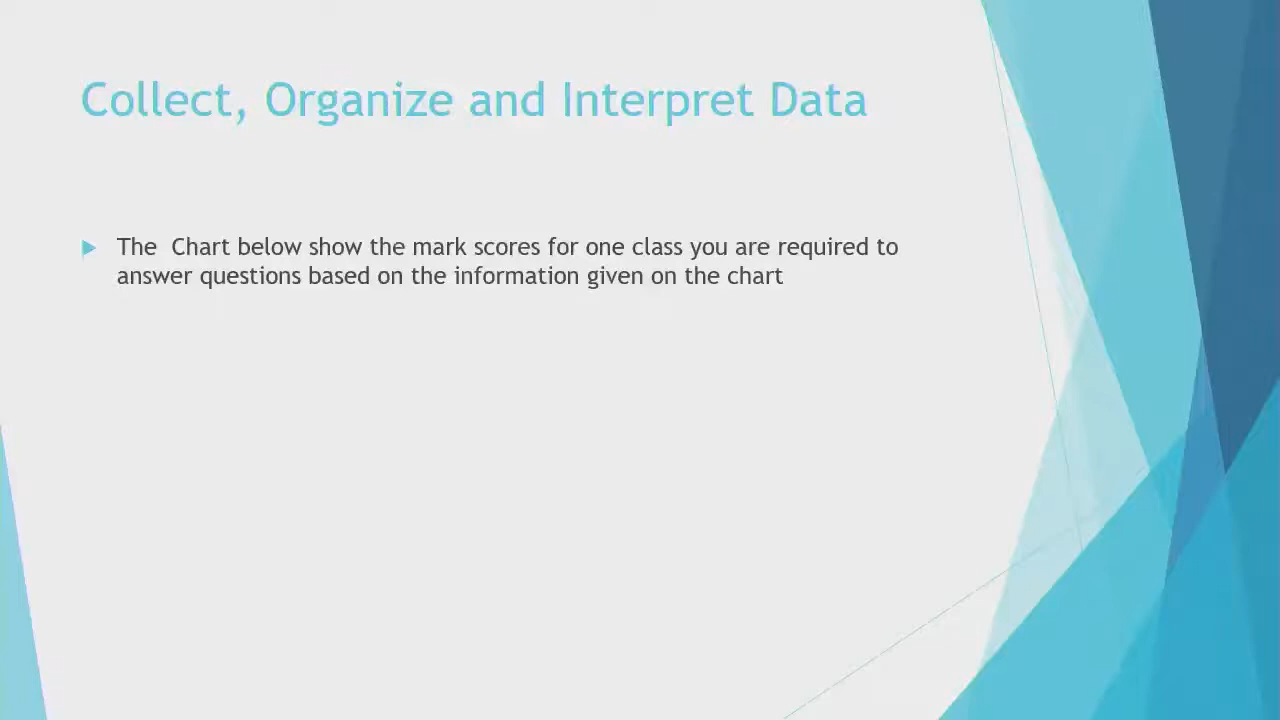 Collect, Organize and Interpret Data
The  Chart below show the mark scores for one class you are required to
answer questions based on the information given on the chart